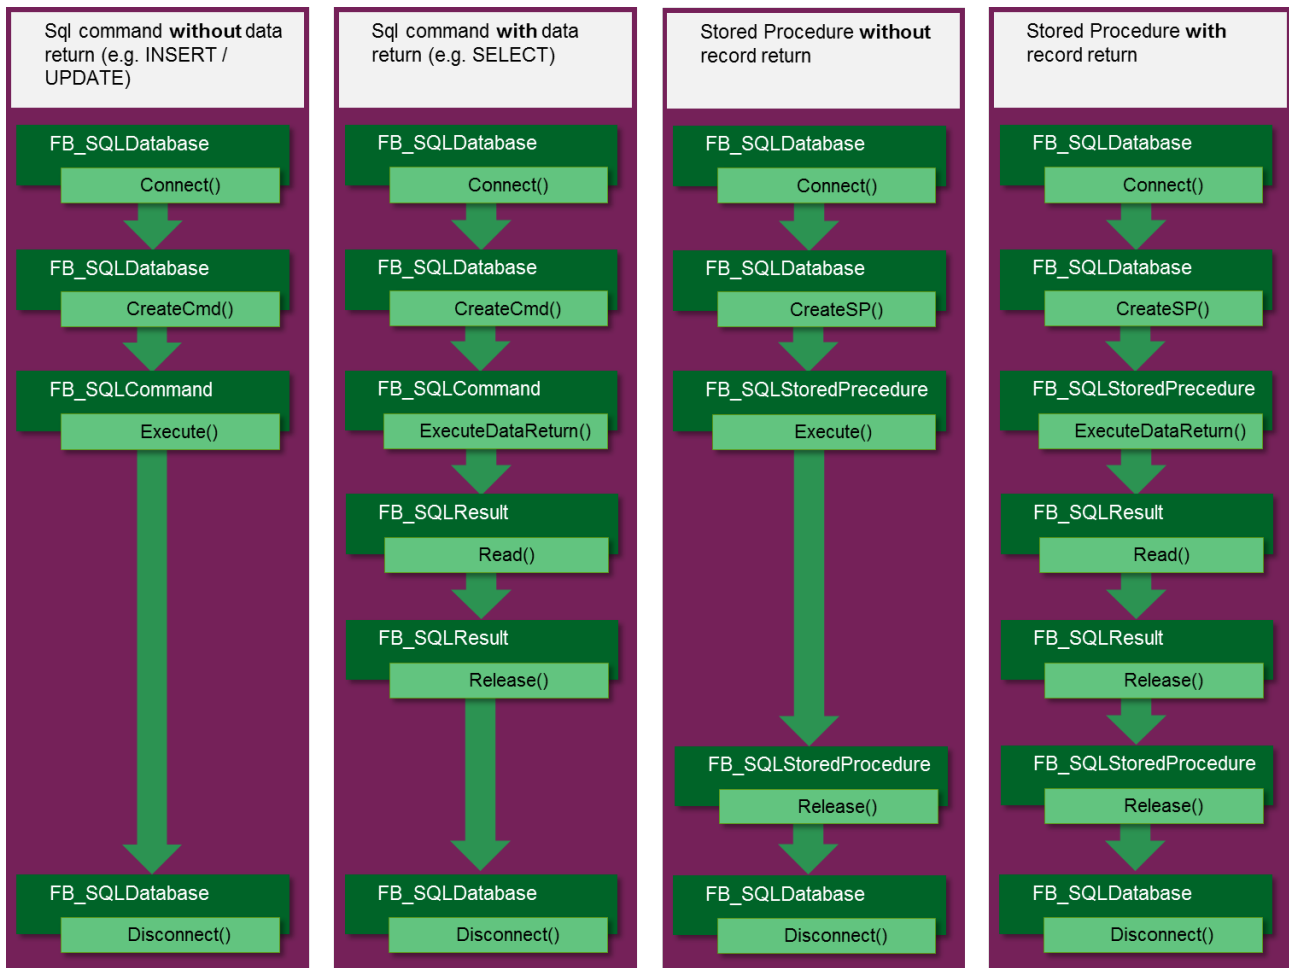 Sql command without data
return (e.g. INSERT /
UPDATE)
FB_SQLDatabase
Connect()
FB_SQLDatabase
CreateCmd()
FB_SQLCommand
Execute()
FB_SQLDatabase
Disconnect()
Sql command with data
return (e.g. SELECT)
FB_SQLDatabase
Connect()
FB_SQLDatabase
CreateCmd()
FB_SQLCommand
ExecuteDataReturn()
FB_SQLResult
Read()
FB_SQLResult
Release()
FB_SQLDatabase
Disconnect()
Stored Procedure without
record return
FB_SQLDatabase
Connect()
FB_SQLDatabase
CreateSP()
FB_SQLStoredPrecedure
Execute()
FB_SQLStoredProcedure
Release()
FB_SQLDatabase
Disconnect()
Stored Procedure with
record return
FB_SQLDatabase
Connect()
FB_SQLDatabase
CreateSP()
FB_SQLStoredPrecedure
ExecuteDataReturn()
FB_SQLResult
Read()
FB_SQLResult
Release()
FB_SQLStoredProcedure
Release()
FB_SQLDatabase
Disconnect()